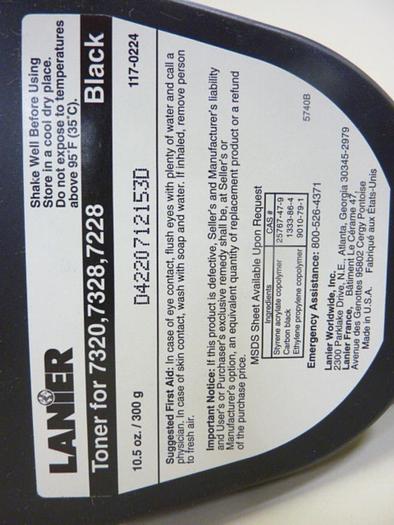 LANIER
Shake Well Before Using
Store in a cool dry place.
Do not expose to temperatures
above 95°F (35°C).
Toner for 7320,7328,7228 Black
10.5 oz. / 300 g D4220712153D 117-0224
Suggested First Aid: In case of eye contact, flush eyes with plenty of water and call a
physician. In case of skin contact, wash with soap and water. If inhaled, remove person
to fresh air.
Important Notice: If this product is defective, Seller's and Manufacturer's liability
and User's or Purchaser's exclusive remedy shall be, at Seller's or
Manufacturer's option, an equivalent quantity of replacement product or a refund
of the purchase price.
MSDS Sheet Available Upon Request
Ingredients CAS #
Styrene acrylate copolymer 25767-47-9
Carbon black 1333-86-4
Ethylene propylene copolymer 9010-79-1
5740B
Emergency Assistance: 800-526-4371
Lanier Worldwide, Inc.
2300 Parklake Drive, N.E., Atlanta, Georgia 30345-2979
Lanier France, Bâtiment Le Cérame 47,
Avenue des Genottes 95802 Cergy Pontoise
Made in U.S.A. Fabriqué aux États-Unis